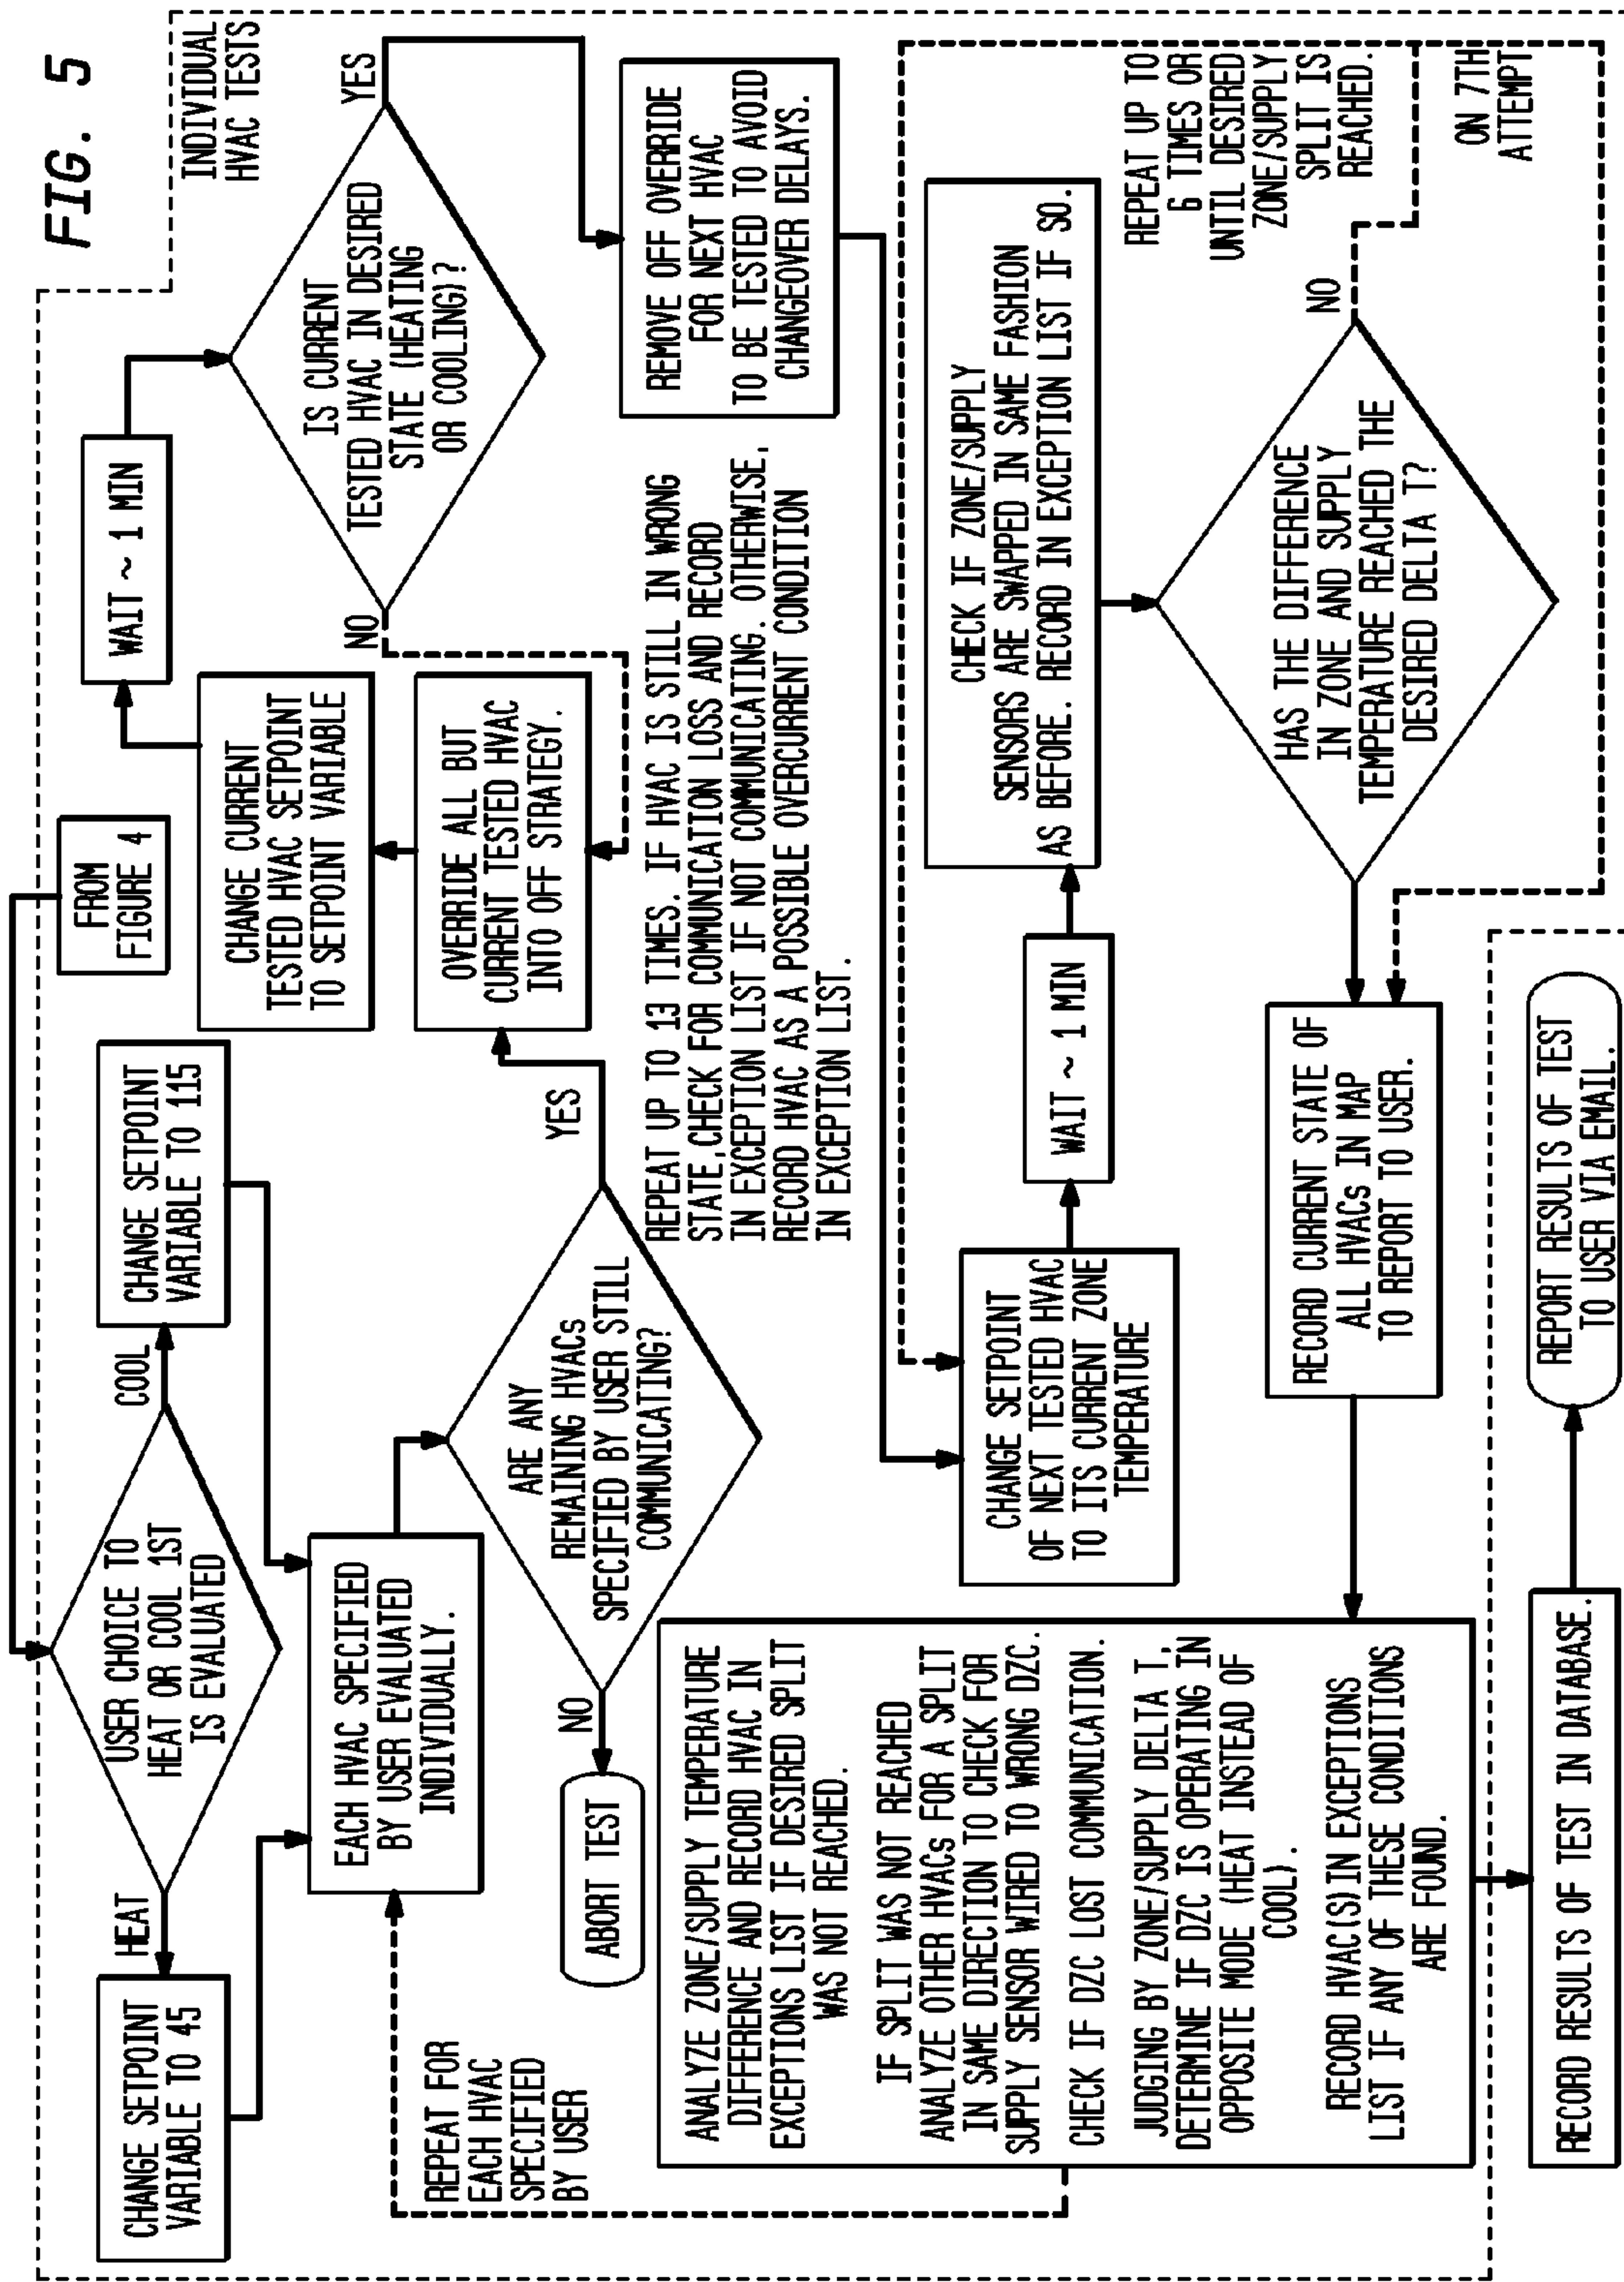 FIG. 5
INDIVIDUAL
HVAC TESTS
FROM
FIGURE 4
USER CHOICE TO
HEAT OR COOL 1ST
IS EVALUATED
HEAT
COOL
CHANGE SETPOINT
VARIABLE TO 45
CHANGE SETPOINT
VARIABLE TO 115
EACH HVAC SPECIFIED
BY USER EVALUATED
INDIVIDUALLY.
REPEAT FOR
EACH HVAC
SPECIFIED
BY USER
ARE ANY
REMAINING HVACs
SPECIFIED BY USER STILL
COMMUNICATING?
NO
ABORT TEST
YES
OVERRIDE ALL BUT
CURRENT TESTED HVAC
INTO OFF STRATEGY.
CHANGE CURRENT
TESTED HVAC SETPOINT
TO SETPOINT VARIABLE
WAIT ~ 1 MIN
IS CURRENT
TESTED HVAC IN DESIRED
STATE (HEATING
OR COOLING)?
NO
YES
REPEAT UP TO 13 TIMES. IF HVAC IS STILL IN WRONG
STATE,CHECK FOR COMMUNICATION LOSS AND RECORD
IN EXCEPTION LIST IF NOT COMMUNICATING. OTHERWISE,
RECORD HVAC AS A POSSIBLE OVERCURRENT CONDITION
IN EXCEPTION LIST.
REMOVE OFF OVERRIDE
FOR NEXT HVAC
TO BE TESTED TO AVOID
CHANGEOVER DELAYS.
CHANGE SETPOINT
OF NEXT TESTED HVAC
TO ITS CURRENT ZONE
TEMPERATURE
WAIT ~ 1 MIN
CHECK IF ZONE/SUPPLY
SENSORS ARE SWAPPED IN SAME FASHION
AS BEFORE. RECORD IN EXCEPTION LIST IF SO.
HAS THE DIFFERENCE
IN ZONE AND SUPPLY
TEMPERATURE REACHED THE
DESIRED DELTA T?
NO
REPEAT UP TO
6 TIMES OR
UNTIL DESIRED
ZONE/SUPPLY
SPLIT IS
REACHED.
ON 7TH
ATTEMPT
RECORD CURRENT STATE OF
ALL HVACs IN MAP
TO REPORT TO USER.
ANALYZE ZONE/SUPPLY TEMPERATURE
DIFFERENCE AND RECORD HVAC IN
EXCEPTIONS LIST IF DESIRED SPLIT
WAS NOT REACHED.
IF SPLIT WAS NOT REACHED
ANALYZE OTHER HVACs FOR A SPLIT
IN SAME DIRECTION TO CHECK FOR
SUPPLY SENSOR WIRED TO WRONG DZC.
CHECK IF DZC LOST COMMUNICATION.
JUDGING BY ZONE/SUPPLY DELTA T,
DETERMINE IF DZC IS OPERATING IN
OPPOSITE MODE (HEAT INSTEAD OF
COOL).
RECORD HVAC(S)IN EXCEPTIONS
LIST IF ANY OF THESE CONDITIONS
ARE FOUND.
RECORD RESULTS OF TEST IN DATABASE.
REPORT RESULTS OF TEST
TO USER VIA EMAIL.